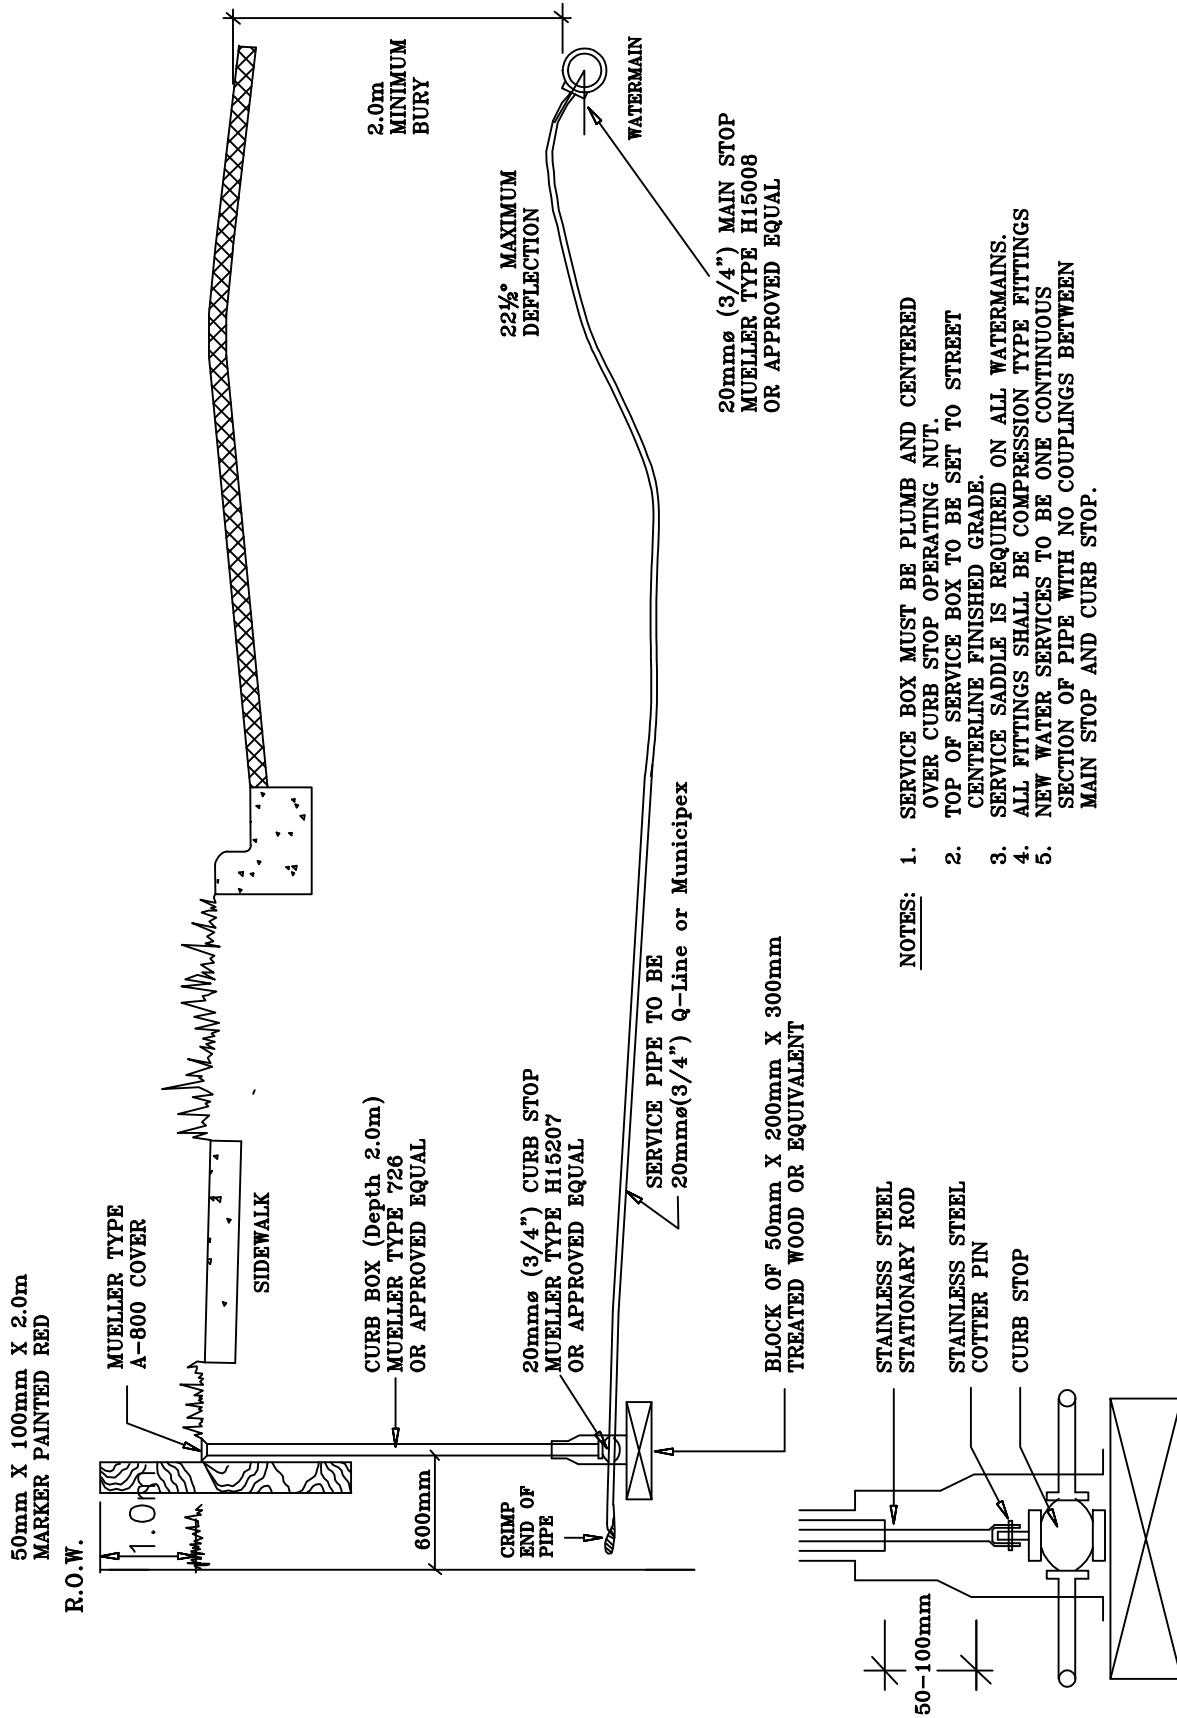 50mm X 100mm X 2.0m
MARKER PAINTED RED
R.O.W.
1.0m
MUELLER TYPE
A-800 COVER
SIDEWALK
2.0m
MINIMUM
BURY
CURB BOX (Depth 2.0m)
MUELLER TYPE 726
OR APPROVED EQUAL
600mm
22½° MAXIMUM
DEFLECTION
CRIMP
END OF
PIPE
20mmø (3/4") CURB STOP
MUELLER TYPE H15207
OR APPROVED EQUAL
WATERMAIN
SERVICE PIPE TO BE
20mmø(3/4") Q-Line or Municipex
20mmø (3/4") MAIN STOP
MUELLER TYPE H15008
OR APPROVED EQUAL
BLOCK OF 50mm X 200mm X 300mm
TREATED WOOD OR EQUIVALENT
STAINLESS STEEL
STATIONARY ROD
STAINLESS STEEL
COTTER PIN
CURB STOP
50-100mm
NOTES: 1. SERVICE BOX MUST BE PLUMB AND CENTERED
OVER CURB STOP OPERATING NUT.
2. TOP OF SERVICE BOX TO BE SET TO STREET
CENTERLINE FINISHED GRADE.
3. SERVICE SADDLE IS REQUIRED ON ALL WATERMAINS.
4. ALL FITTINGS SHALL BE COMPRESSION TYPE FITTINGS
5. NEW WATER SERVICES TO BE ONE CONTINUOUS
SECTION OF PIPE WITH NO COUPLINGS BETWEEN
MAIN STOP AND CURB STOP.